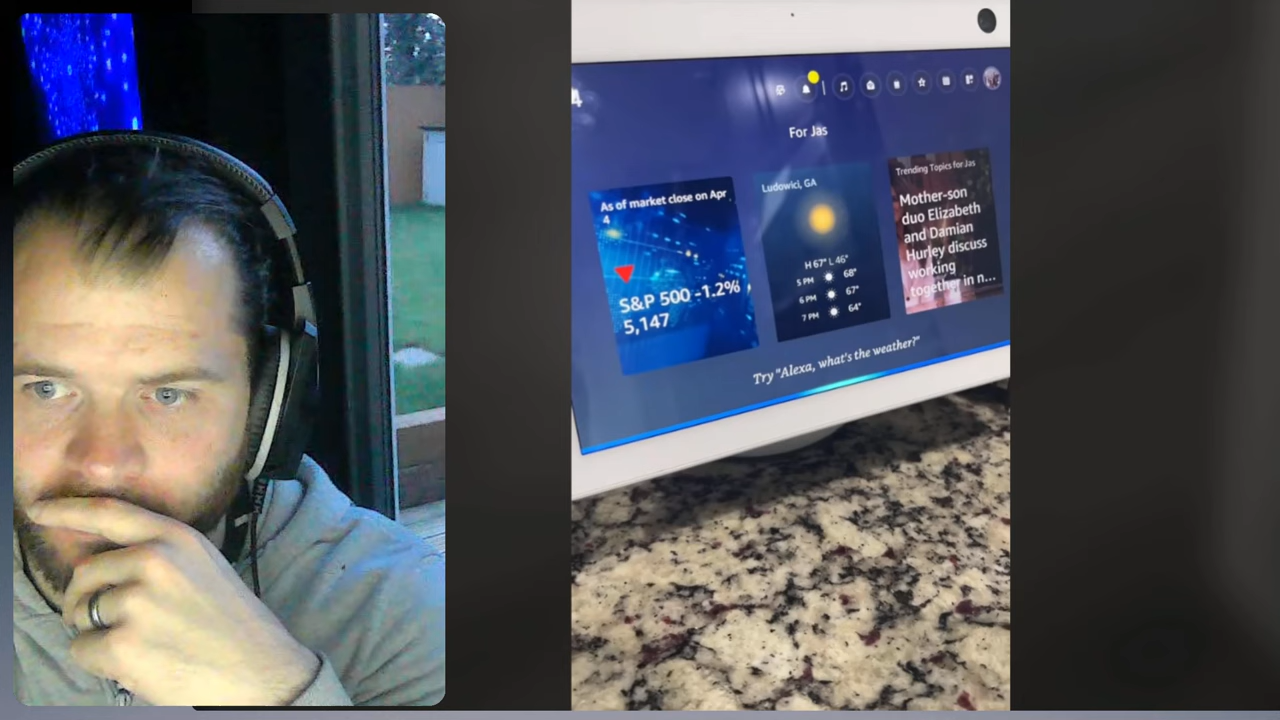 4
For Jas
As of market close on Apr
4
S&P 500 -1.2%
5,147
Ludowici, GA
H 67° L 46°
5 PM 68°
6 PM 67°
7 PM 64°
Trending Topics for Jas
Mother-son
duo Elizabeth
and Damian
Hurley discuss
working
together in n...
Try "Alexa, what's the weather?"